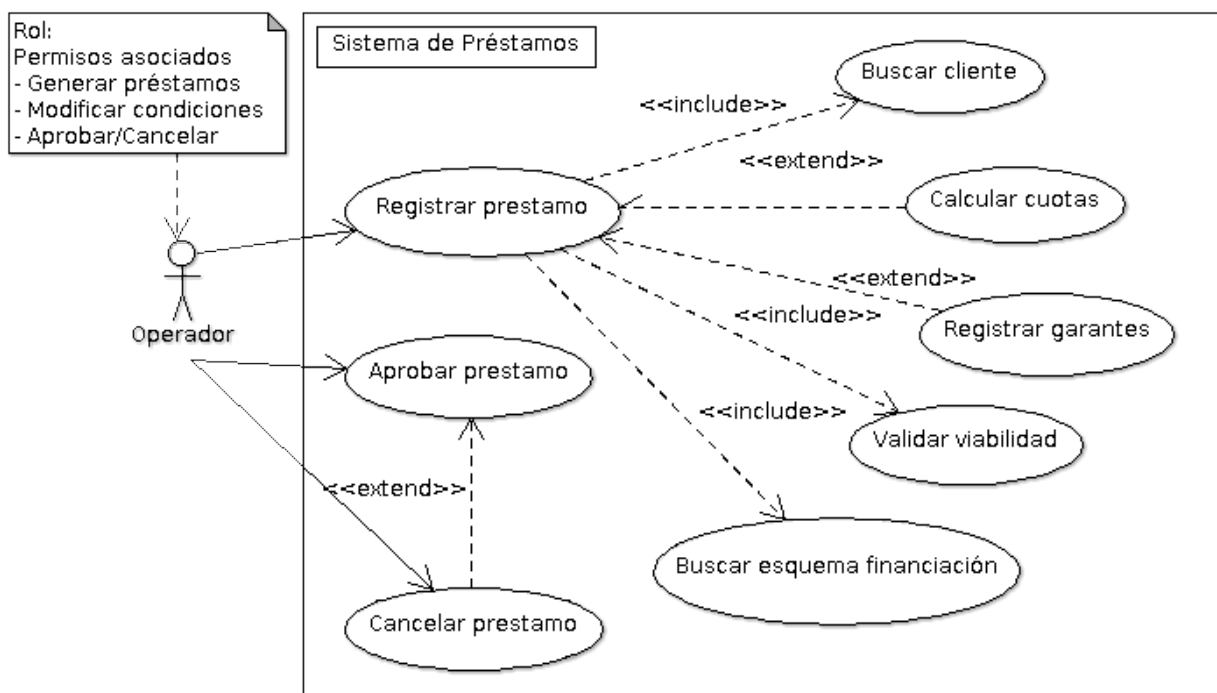 Rol:
Permisos asociados
- Generar préstamos
- Modificar condiciones
- Aprobar/Cancelar
Sistema de Préstamos
Buscar cliente
<<include>>
<<extend>>
Registrar prestamo
Calcular cuotas
<<extend>>
<<include>>
Registrar garantes
Operador
Aprobar prestamo
<<include>>
Validar viabilidad
<<extend>>
Buscar esquema financiación
Cancelar prestamo